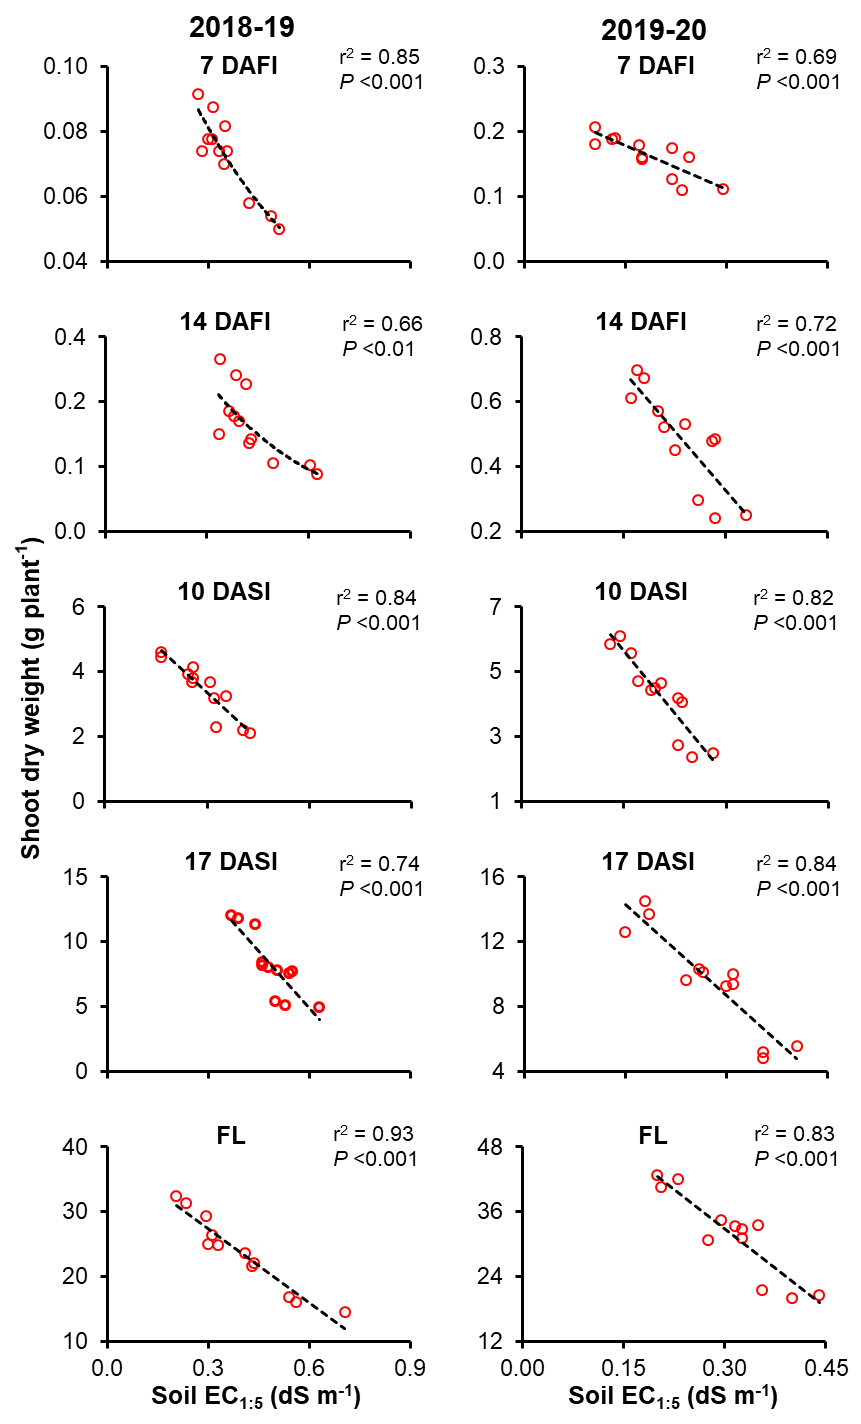 2018-19
2019-20
7 DAFI
r² = 0.85
P <0.001
0.10
0.08
0.06
0.04
7 DAFI
r² = 0.69
P <0.001
0.3
0.2
0.1
0.0
14 DAFI
r² = 0.66
P <0.01
0.4
0.2
0.1
0.0
14 DAFI
r² = 0.72
P <0.001
0.8
0.6
0.4
0.2
Shoot dry weight (g plant⁻¹)
10 DASI
r² = 0.84
P <0.001
6
4
2
0
10 DASI
r² = 0.82
P <0.001
7
5
3
1
17 DASI
r² = 0.74
P <0.001
15
10
5
0
17 DASI
r² = 0.84
P <0.001
16
12
8
4
FL
r² = 0.93
P <0.001
40
30
20
10
0.0 0.3 0.6 0.9
Soil EC₁:₅ (dS m⁻¹)
FL
r² = 0.83
P <0.001
48
36
24
12
0.00 0.15 0.30 0.45
Soil EC₁:₅ (dS m⁻¹)